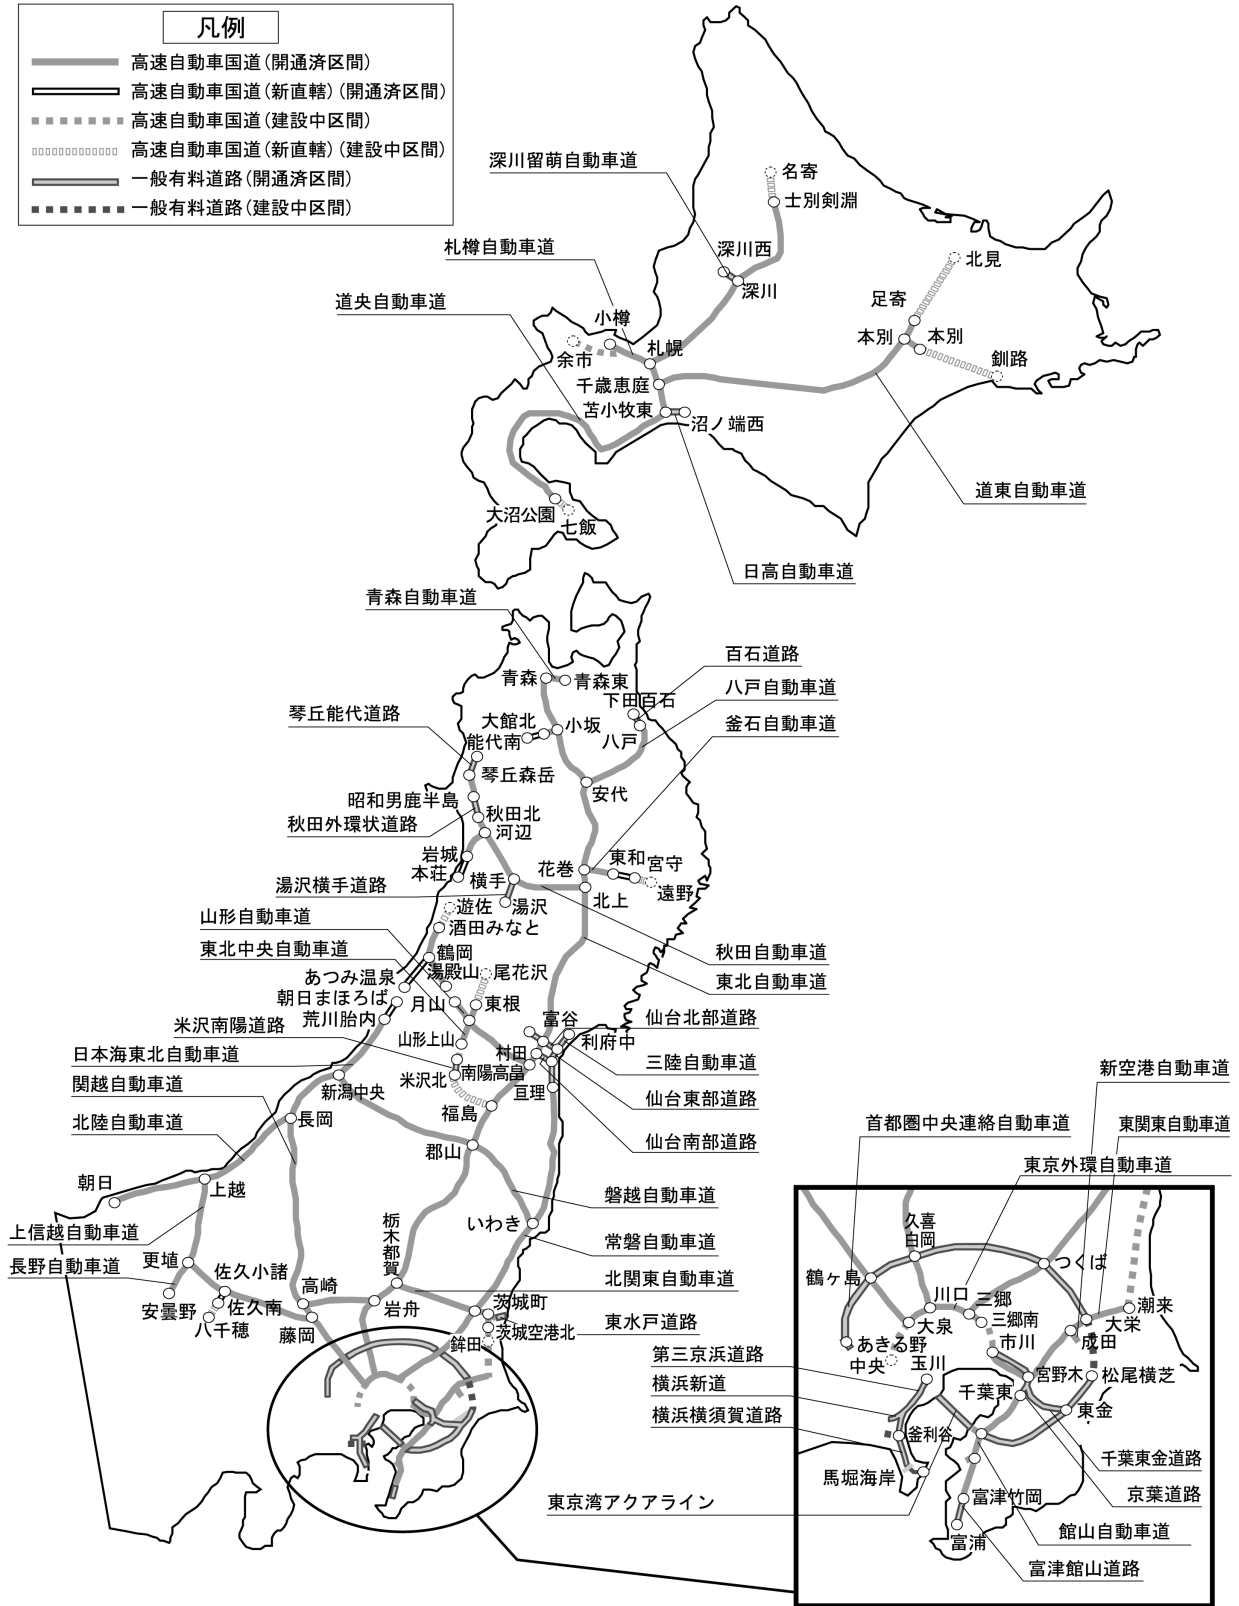 凡例
高速自動車国道(開通済区間)
高速自動車国道(新直轄)(開通済区間)
高速自動車国道(建設中区間)
高速自動車国道(新直轄)(建設中区間)
一般有料道路(開通済区間)
一般有料道路(建設中区間)
深川留萌自動車道
名寄
士別剣淵
札樽自動車道
深川西
深川
北見
道央自動車道
足寄
小樽
本別
本別
余市
札幌
釧路
千歳恵庭
苫小牧東
沼ノ端西
道東自動車道
大沼公園
七飯
日高自動車道
青森自動車道
百石道路
青森
青森東
八戸自動車道
下田百石
琴丘能代道路
大館北
小坂
釜石自動車道
能代南
八戸
琴丘森岳
安代
昭和男鹿半島
秋田北
秋田外環状道路
河辺
岩城
本荘
花巻
東和
宮守
湯沢横手道路
横手
遠野
遊佐
湯沢
北上
山形自動車道
酒田みなと
東北中央自動車道
鶴岡
秋田自動車道
あつみ温泉
湯殿山
尾花沢
東北自動車道
朝日まほろば
月山
東根
荒川胎内
富谷
仙台北部道路
米沢南陽道路
山形上山
利府中
日本海東北自動車道
村田
三陸自動車道
関越自動車道
新潟中央
米沢北
南陽高畠
亘理
仙台東部道路
北陸自動車道
長岡
福島
仙台南部道路
郡山
朝日
上越
磐越自動車道
上信越自動車道
栃木都賀
いわき
常磐自動車道
長野自動車道
更埴
佐久小諸
高崎
北関東自動車道
安曇野
佐久南
岩舟
茨城町
八千穂
藤岡
茨城空港北
東水戸道路
鉾田
新空港自動車道
首都圏中央連絡自動車道
東関東自動車道
東京外環自動車道
久喜白岡
つくば
鶴ヶ島
川口
三郷
潮来
大泉
三郷南
大栄
あきる野
市川
成田
中央
玉川
宮野木
松尾横芝
第三京浜道路
千葉東
横浜新道
東金
横浜横須賀道路
釜利谷
千葉東金道路
馬堀海岸
京葉道路
東京湾アクアライン
富津竹岡
館山自動車道
富浦
富津館山道路